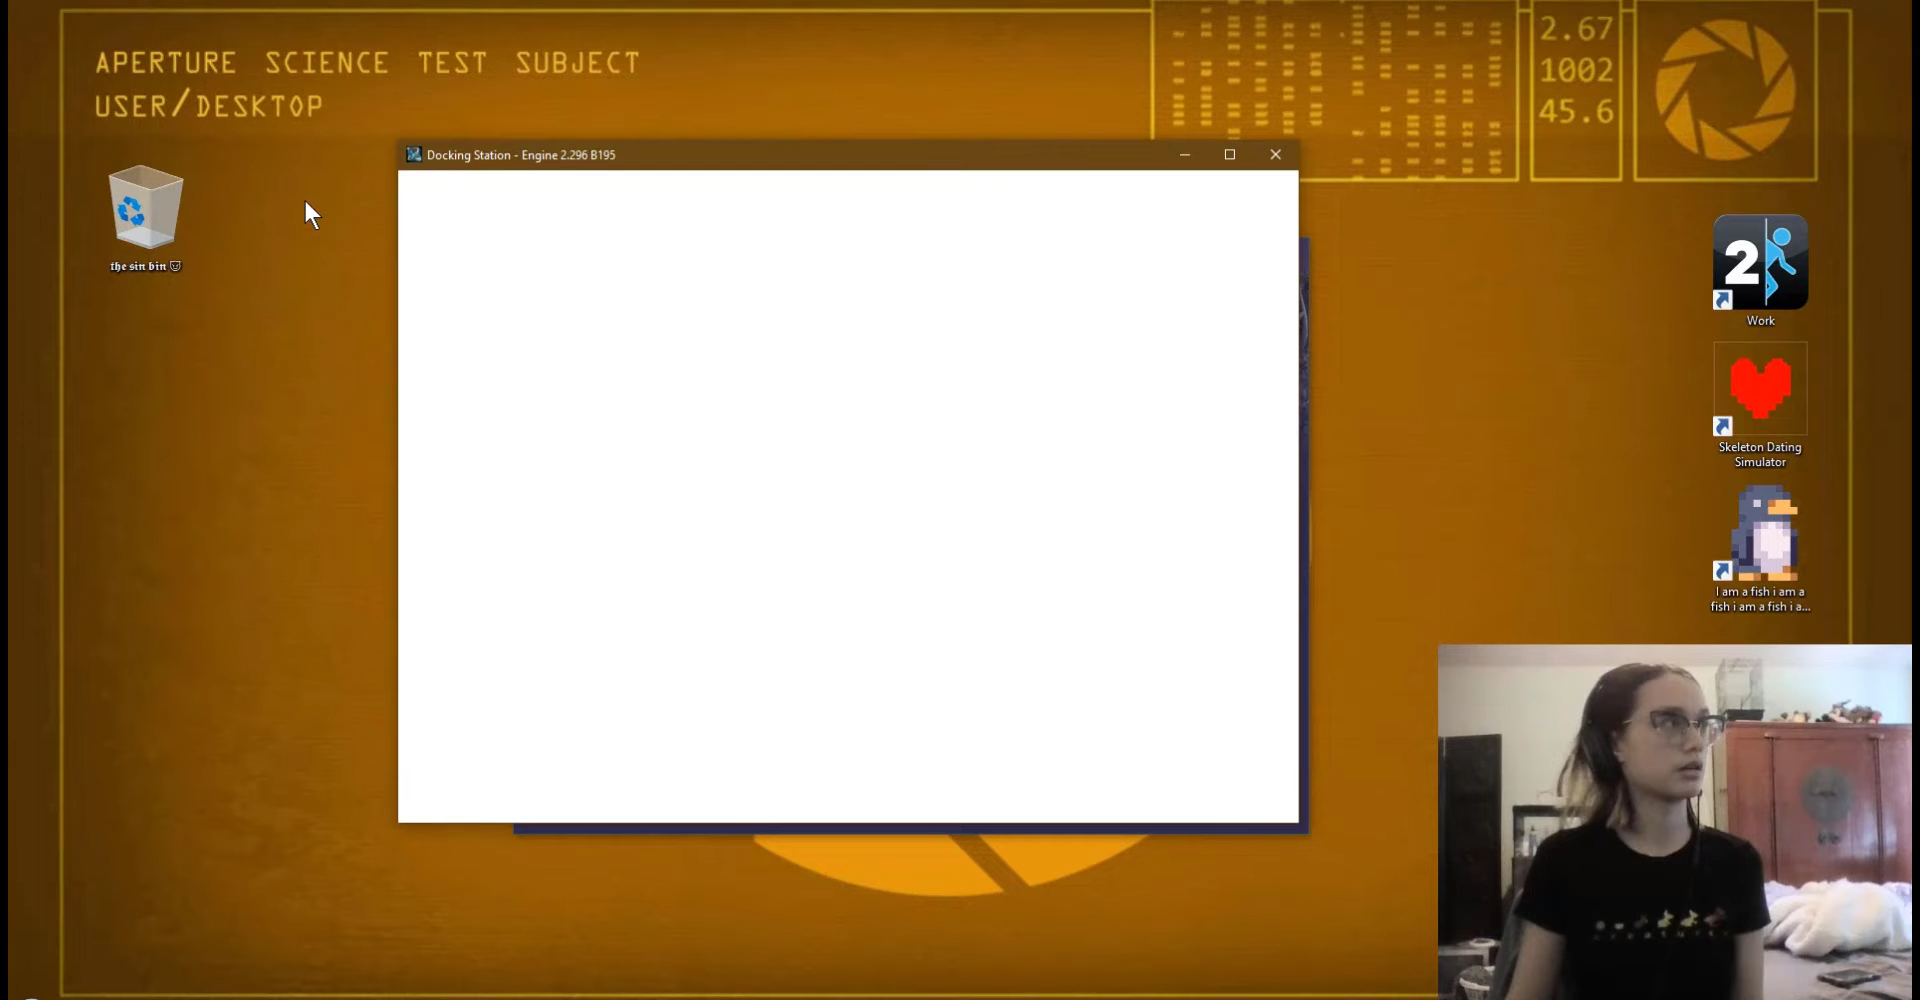 APERTURE SCIENCE TEST SUBJECT
USER/DESKTOP
2.67
1002
45.6
Docking Station - Engine 2.296 B195
𝖙𝖍𝖊 𝖘𝖎𝖓 𝖇𝖎𝖓 😈
2
Work
Skeleton Dating
Simulator
I am a fish i am a
fish i am a fish i a...